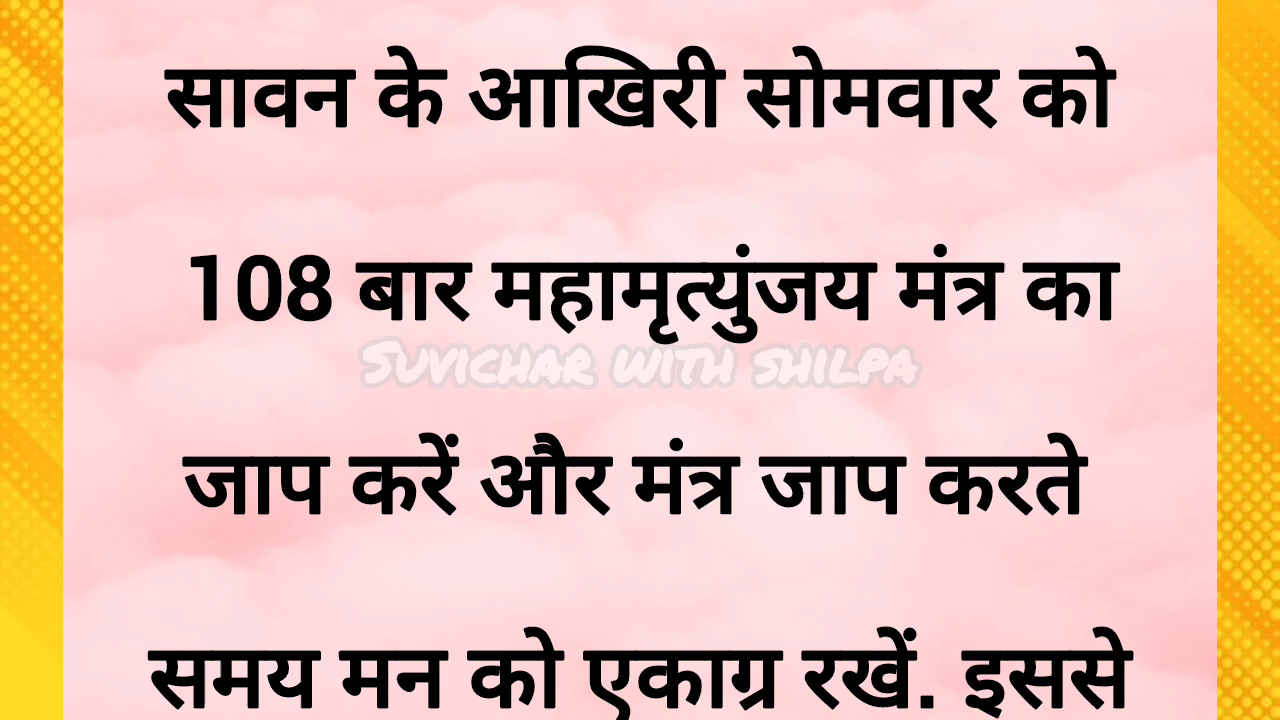 सावन के आखिरी सोमवार को
108 बार महामृत्युंजय मंत्र का
Suvichar with shilpa
जाप करें और मंत्र जाप करते
समय मन को एकाग्र रखें. इससे